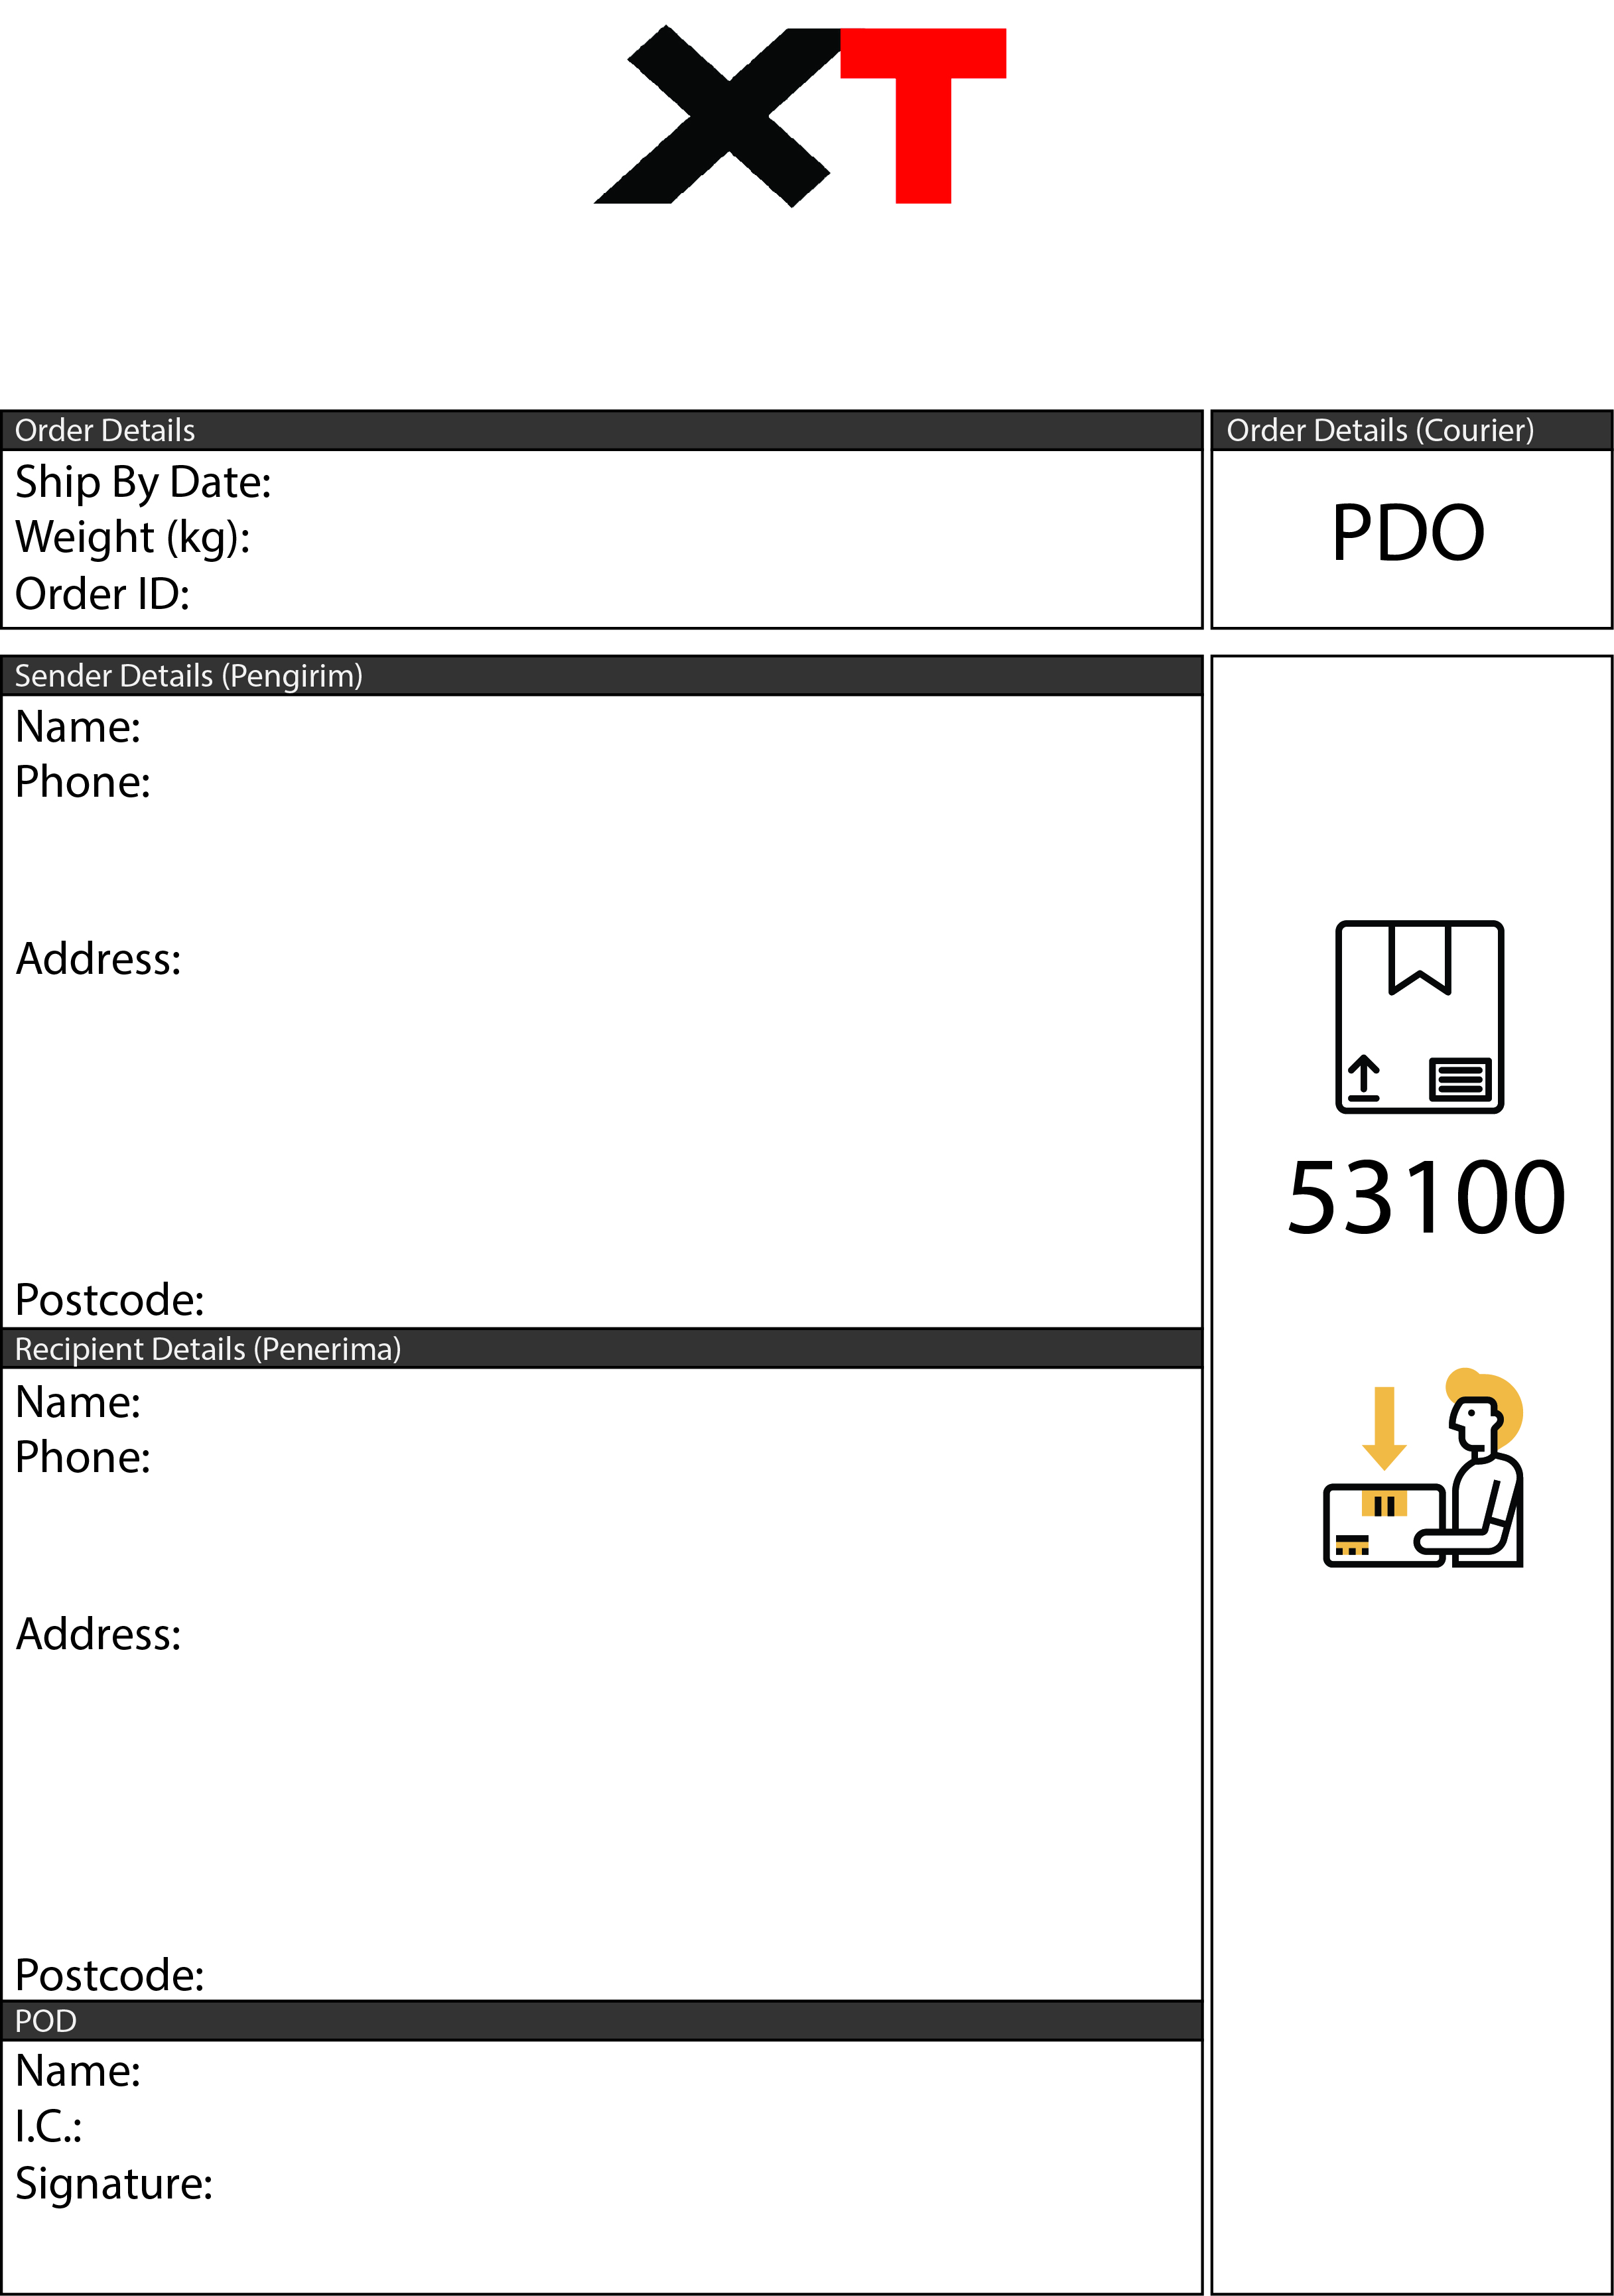 XT
Order Details
Ship By Date:
Weight (kg):
Order ID:
Order Details (Courier)
PDO
Sender Details (Pengirim)
Name:
Phone:
Address:
Postcode:
53100
Recipient Details (Penerima)
Name:
Phone:
Address:
Postcode:
POD
Name:
I.C.:
Signature: